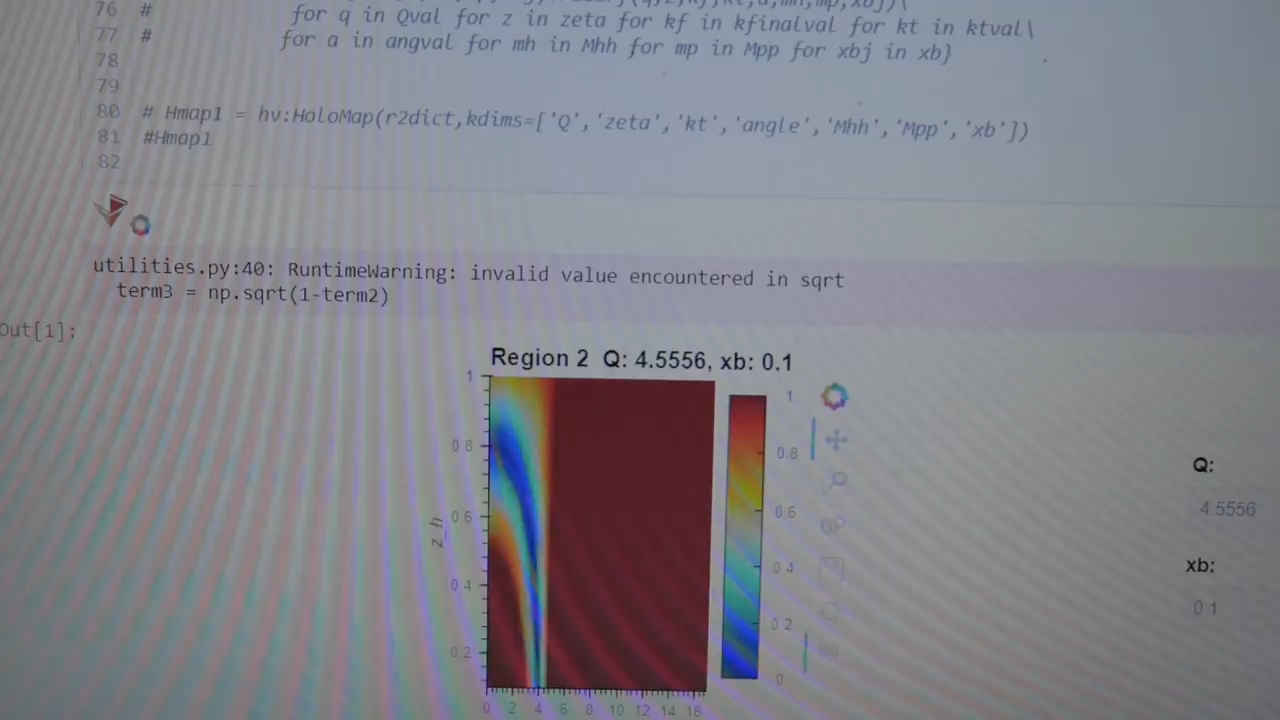 76 #
for q in Qval for z in zeta for kf in kfinalval for kt in ktval\
77 # for a in angval for mh in Mhh for mp in Mpp for xbj in xb}
78
79
80 # Hmap1 = hv:HoloMap(r2dict,kdims=['Q','zeta','kt','angle','Mhh','Mpp','xb'])
81 #Hmap1
82
utilities.py:40: RuntimeWarning: invalid value encountered in sqrt
term3 = np.sqrt(1-term2)
Out[1]:
Region 2 Q: 4.5556, xb: 0.1
1
0 8
0 6
0 4
0 2
z_h
0 2 4 6 8 10 12 14 16
1
0.8
0 6
0 4
0 2
0
Q:
4.5556
xb:
0 1